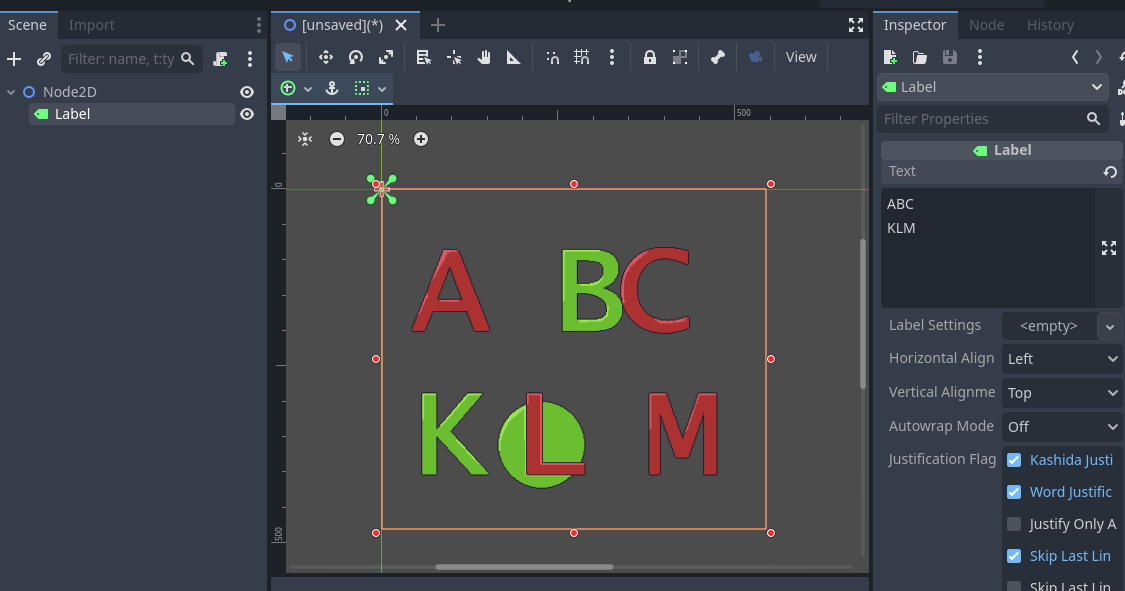 Scene Import
[unsaved](*)
Inspector Node History
Filter: name, t:ty
View
Node2D
Label
Label
Filter Properties
0 500
70.7 %
0
500
A BC
K L M
Label
Text
ABC
KLM
Label Settings <empty>
Horizontal Align Left
Vertical Alignme Top
Autowrap Mode Off
Justification Flag Kashida Justi
Word Justific
Justify Only A
Skip Last Lin
Skip Last Lin